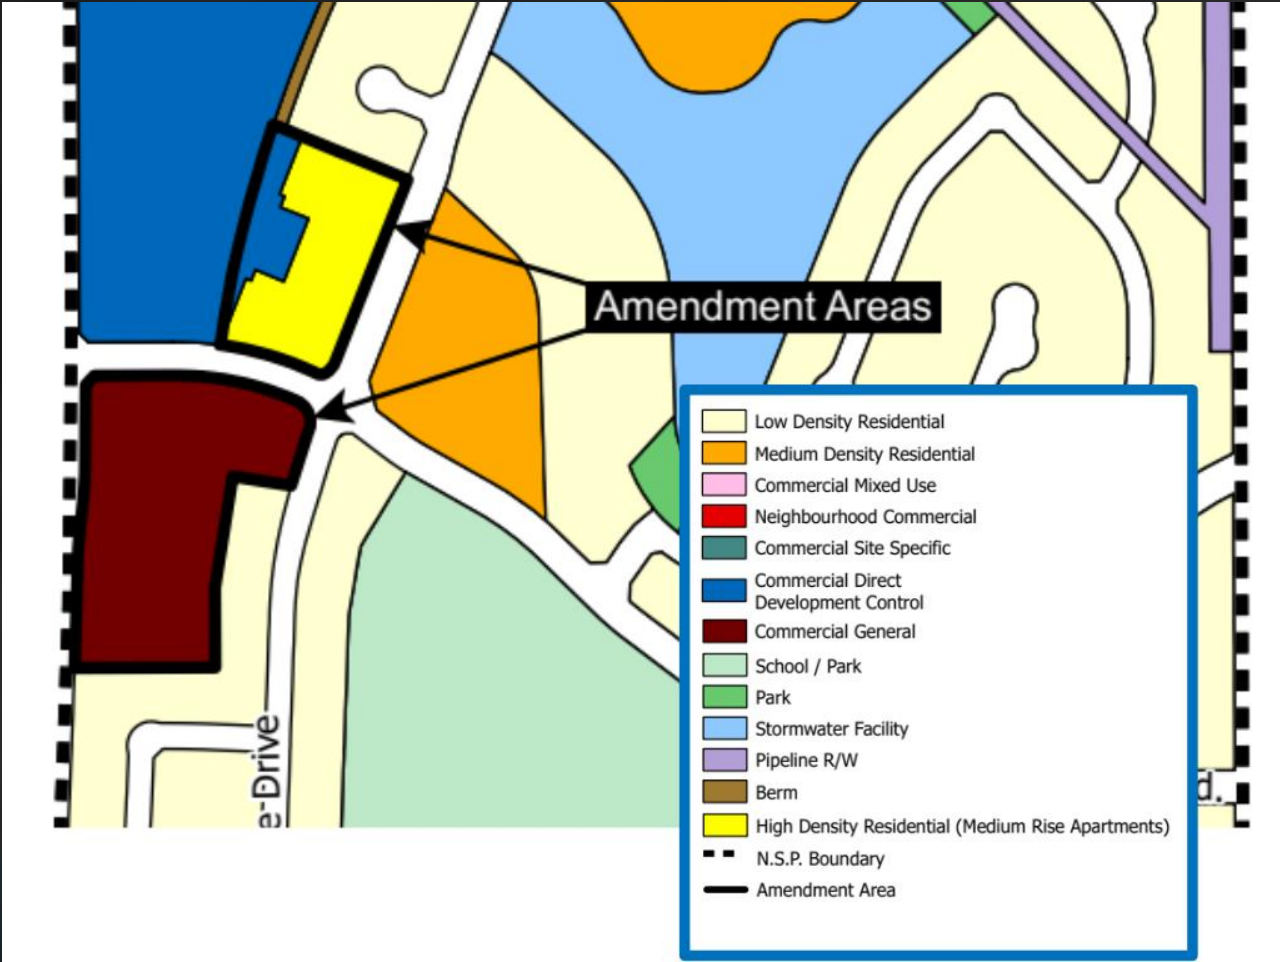 Amendment Areas
Low Density Residential
Medium Density Residential
Commercial Mixed Use
Neighbourhood Commercial
Commercial Site Specific
Commercial Direct
Development Control
Commercial General
School / Park
Park
Stormwater Facility
Pipeline R/W
Berm
High Density Residential (Medium Rise Apartments)
N.S.P. Boundary
Amendment Area
e Drive
d.